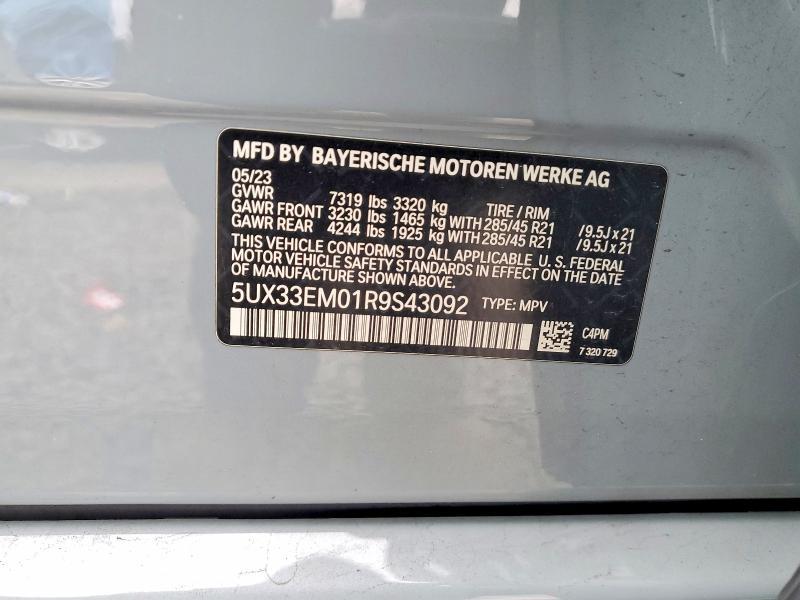 MFD BY BAYERISCHE MOTOREN WERKE AG
05/23
GVWR 7319 lbs 3320 kg TIRE / RIM
GAWR FRONT 3230 lbs 1465 kg WITH 285/45 R21 /9.5J x 21
GAWR REAR 4244 lbs 1925 kg WITH 285/45 R21 /9.5J x 21
THIS VEHICLE CONFORMS TO ALL APPLICABLE U. S. FEDERAL
MOTOR VEHICLE SAFETY STANDARDS IN EFFECT ON THE DATE
OF MANUFACTURE SHOWN ABOVE.
5UX33EM01R9S43092 TYPE: MPV
C4PM
7 320 729